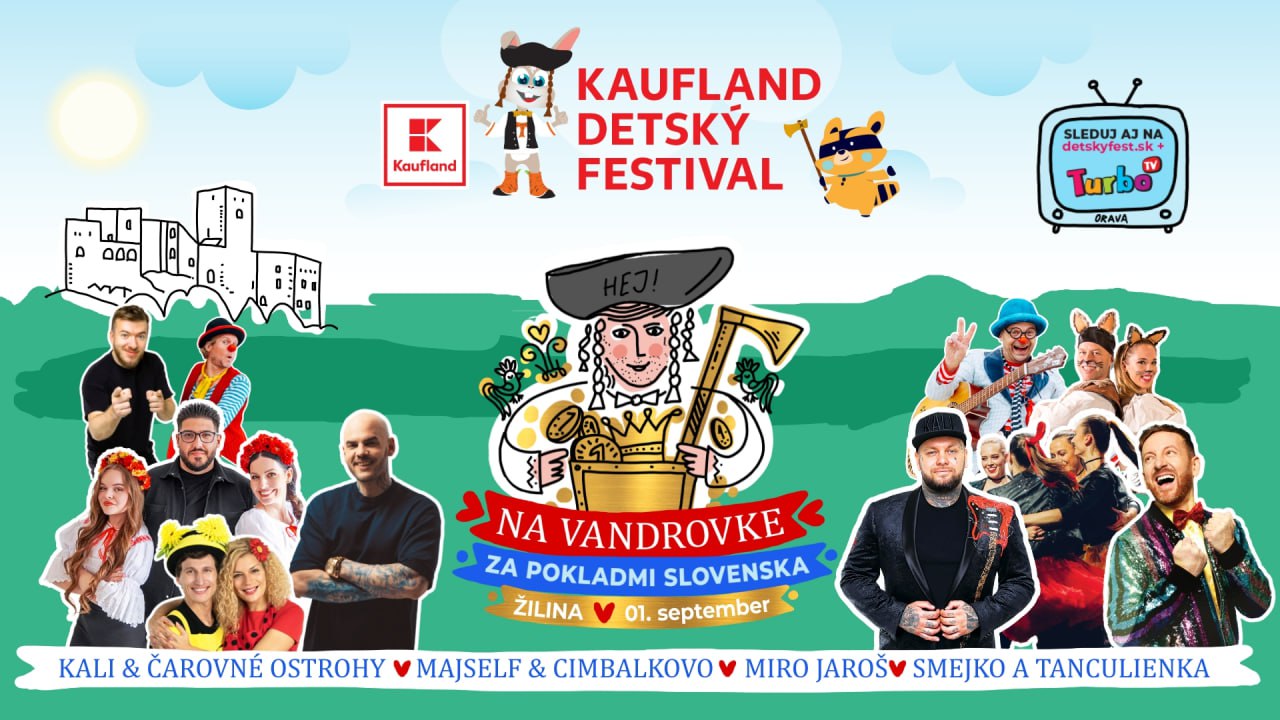 KAUFLAND
DETSKÝ
FESTIVAL
Kaufland
SLEDUJ AJ NA
detskyfest.sk +
Turbo TV
ORAVA
HEJ!
KALI
NA VANDROVKE
ZA POKLADMI SLOVENSKA
ŽILINA 01. september
KALI & ČAROVNÉ OSTROHY MAJSELF & CIMBALKOVO MIRO JAROŠ SMEJKO A TANCULIENKA